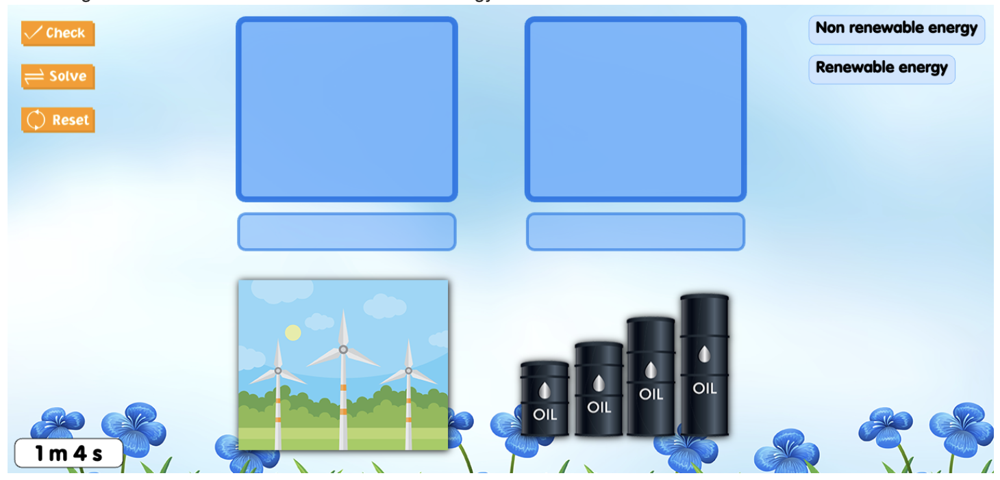 Check
Solve
Reset
Non renewable energy
Renewable energy
OIL
OIL
OIL
OIL
1 m 4 s